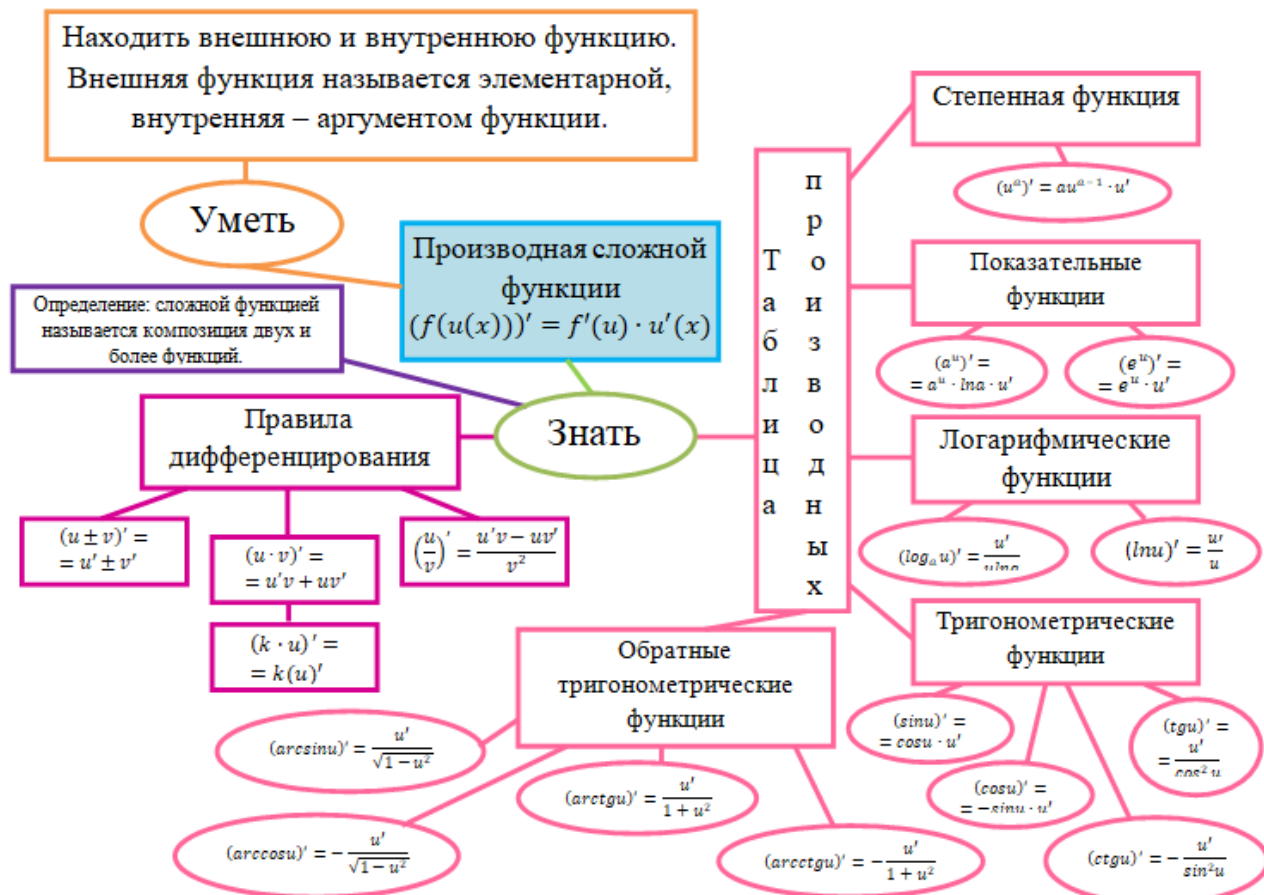 Находить внешнюю и внутреннюю функцию.
Внешняя функция называется элементарной,
внутренняя – аргументом функции.
Уметь
Производная сложной
функции
(f(u(x)))′ = f′(u) · u′(x)
Определение: сложной функцией
называется композиция двух и
более функций.
Знать
Правила
дифференцирования
(u ± v)′ =
= u′ ± v′
(u · v)′ =
= u′v + uv′
(k · u)′ =
= k(u)′
(u/v)′ = (u′v − uv′)/v²
Таблица
производных
Степенная функция
(uᵃ)′ = auᵃ⁻¹ · u′
Показательные
функции
(aᵘ)′ =
= aᵘ · lna · u′
(eᵘ)′ =
= eᵘ · u′
Логарифмические
функции
(logₐ u)′ = u′/ulna
(lnu)′ = u′/u
Тригонометрические
функции
(sinu)′ =
= cosu · u′
(cosu)′ =
= −sinu · u′
(tgu)′ =
= u′/cos² u
(ctgu)′ = − u′/sin²u
Обратные
тригонометрические
функции
(arcsinu)′ = u′/√(1 − u²)
(arccosu)′ = − u′/√(1 − u²)
(arctgu)′ = u′/(1 + u²)
(arcctgu)′ = − u′/(1 + u²)